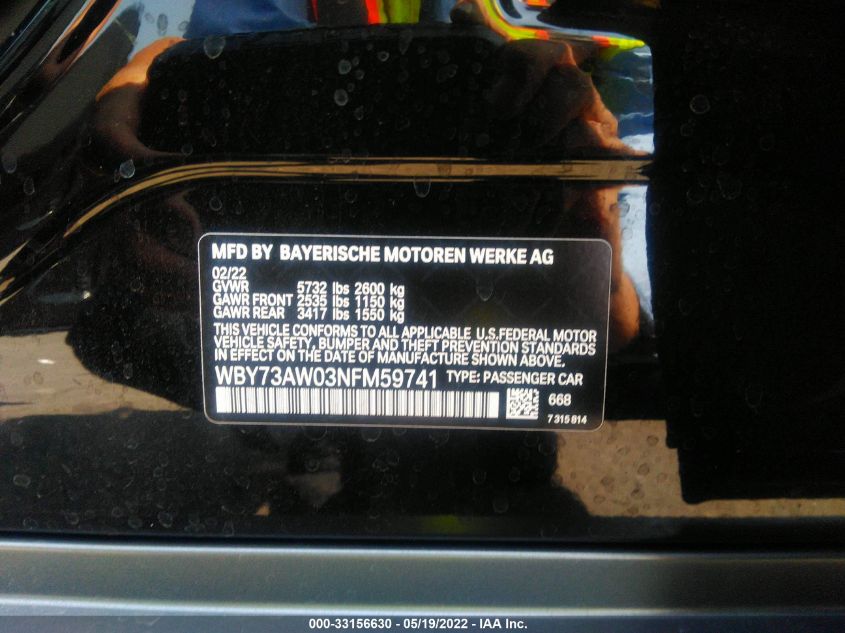 MFD BY BAYERISCHE MOTOREN WERKE AG
02/22
GVWR 5732 lbs 2600 kg
GAWR FRONT 2535 lbs 1150 kg
GAWR REAR 3417 lbs 1550 kg
THIS VEHICLE CONFORMS TO ALL APPLICABLE U.S.FEDERAL MOTOR
VEHICLE SAFETY, BUMPER AND THEFT PREVENTION STANDARDS
IN EFFECT ON THE DATE OF MANUFACTURE SHOWN ABOVE.
WBY73AW03NFM59741 TYPE: PASSENGER CAR
668
7 315 814
000-33156630 - 05/19/2022 - IAA Inc.